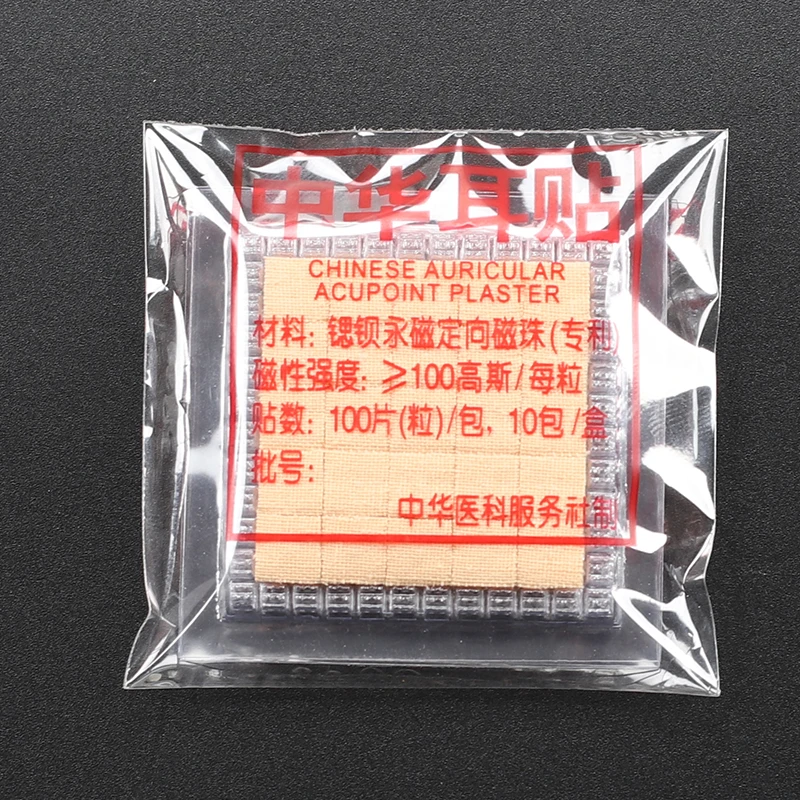 中华耳贴
CHINESE AURICULAR
ACUPOINT PLASTER
材料：锶钡永磁定向磁珠(专利)
磁性强度：≥100高斯/每粒
贴数：100片(粒)/包，10包/盒
批号：
中华医科服务社制